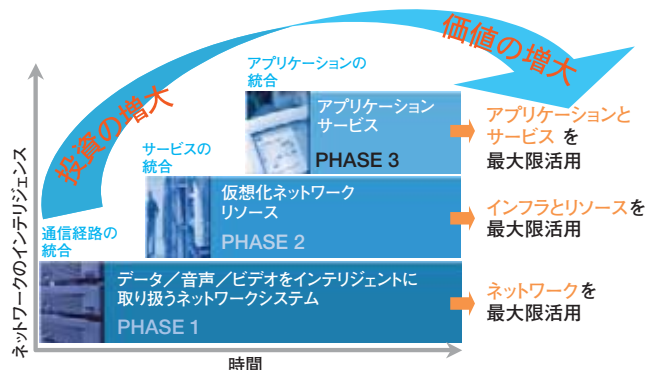 価値の増大
投資の増大
アプリケーションの
統合
アプリケーション
サービス
PHASE 3
アプリケーションと
サービス を
最大限活用
サービスの
統合
仮想化ネットワーク
リソース
PHASE 2
インフラとリソースを
最大限活用
通信経路の
統合
データ／音声／ビデオをインテリジェントに
取り扱うネットワークシステム
PHASE 1
ネットワークを
最大限活用
ネットワークのインテリジェンス
時間